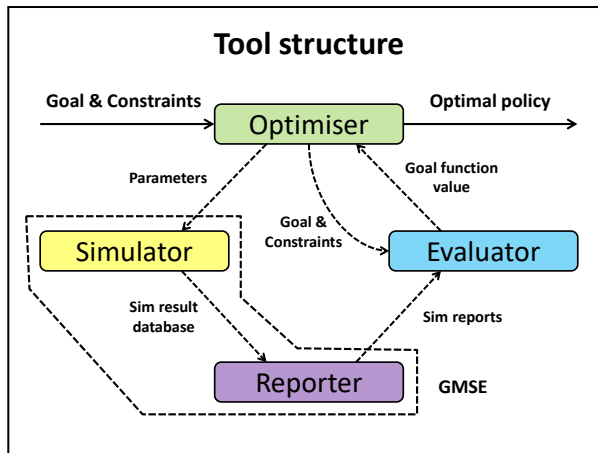 Tool structure
Goal & Constraints
Optimal policy
Optimiser
Parameters
Goal function
value
Goal &
Constraints
Simulator
Evaluator
Sim result
database
Sim reports
Reporter
GMSE